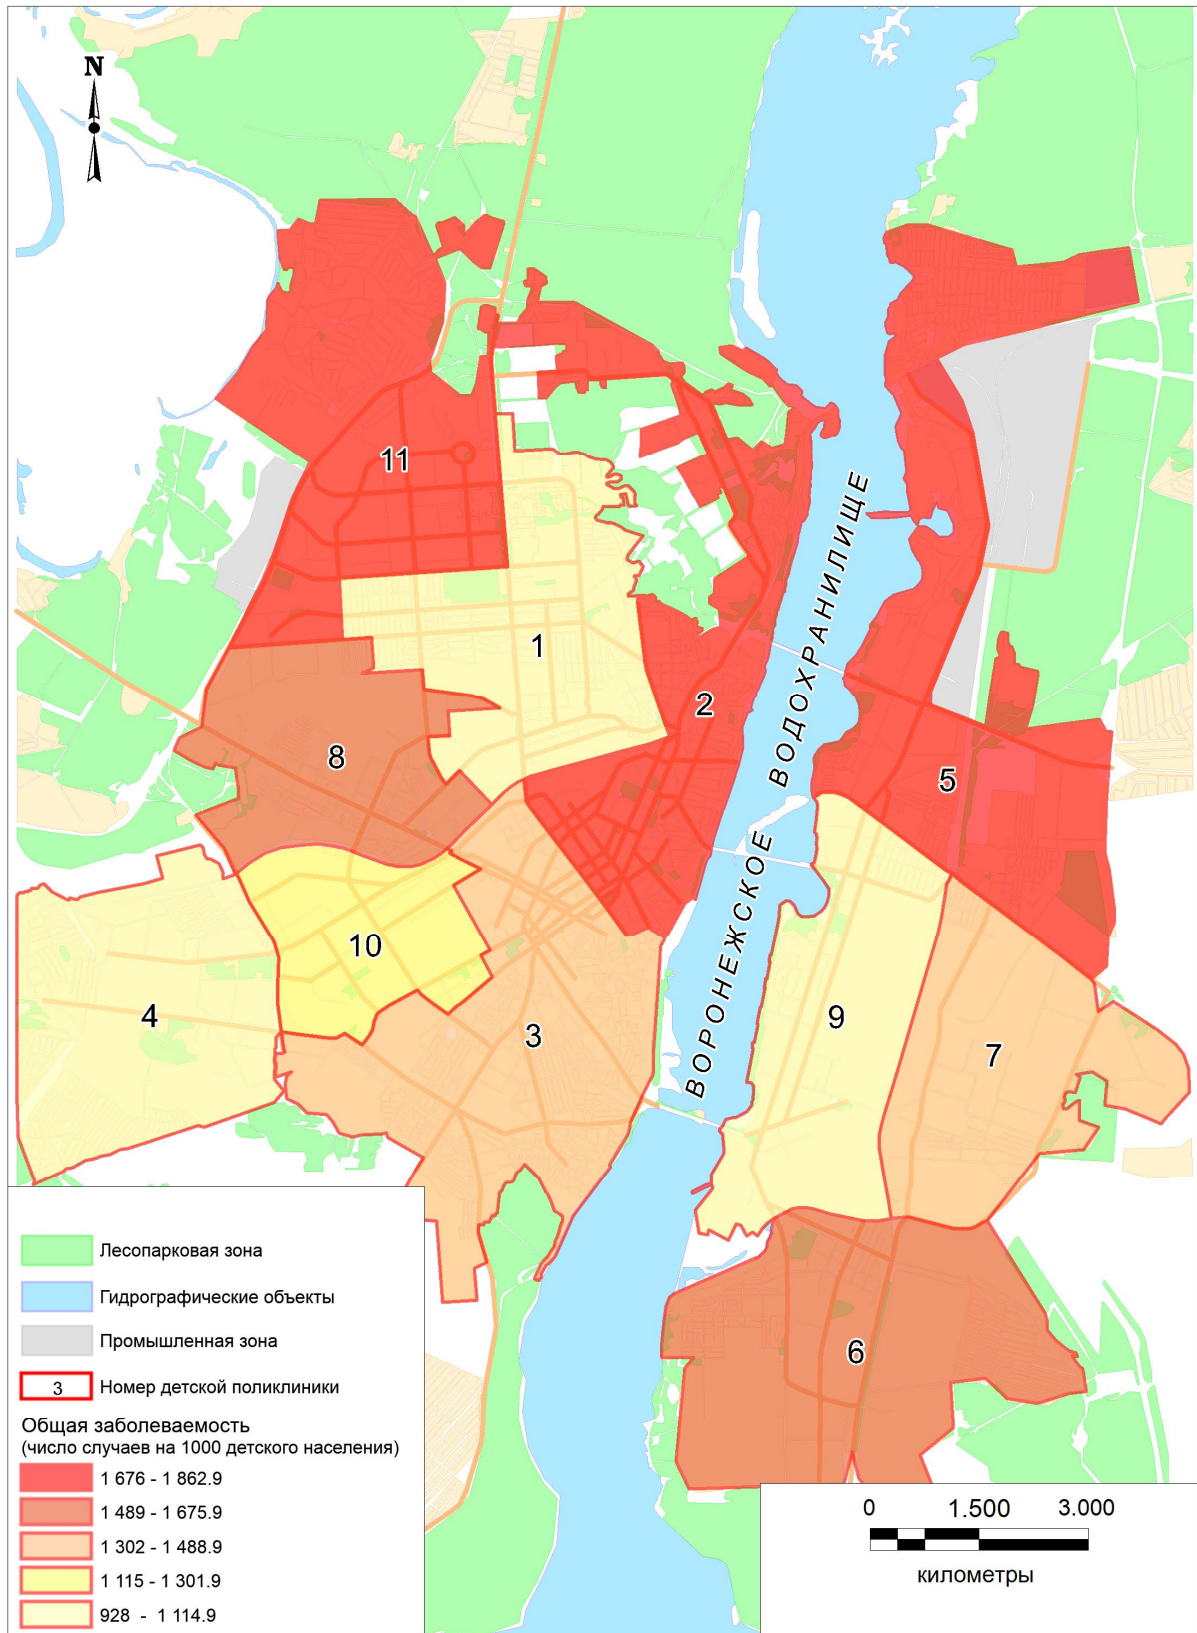 N
11
1
2
8
5
10
4
3
9
7
6
ВОРОНЕЖСКОЕ ВОДОХРАНИЛИЩЕ
Лесопарковая зона
Гидрографические объекты
Промышленная зона
3 Номер детской поликлиники
Общая заболеваемость
(число случаев на 1000 детского населения)
1 676 - 1 862.9
1 489 - 1 675.9
1 302 - 1 488.9
1 115 - 1 301.9
928 - 1 114.9
0 1.500 3.000
километры